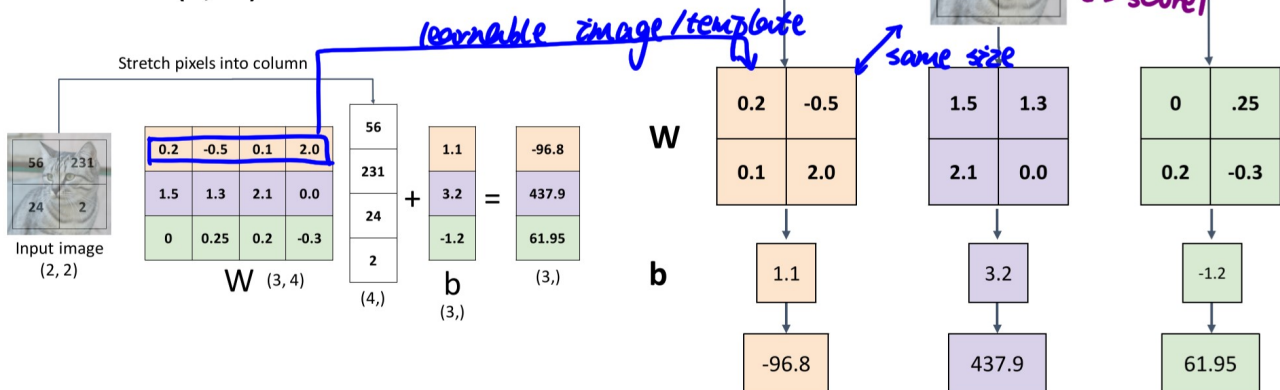 learnable image/template
same size
Stretch pixels into column
56 231
24 2
Input image
(2, 2)
0.2 -0.5 0.1 2.0
1.5 1.3 2.1 0.0
0 0.25 0.2 -0.3
W (3, 4)
56
231
24
2
(4,)
+
1.1
3.2
-1.2
b
(3,)
=
-96.8
437.9
61.95
(3,)
W
0.2 -0.5
0.1 2.0
1.5 1.3
2.1 0.0
0 .25
0.2 -0.3
b
1.1
3.2
-1.2
-96.8
437.9
61.95